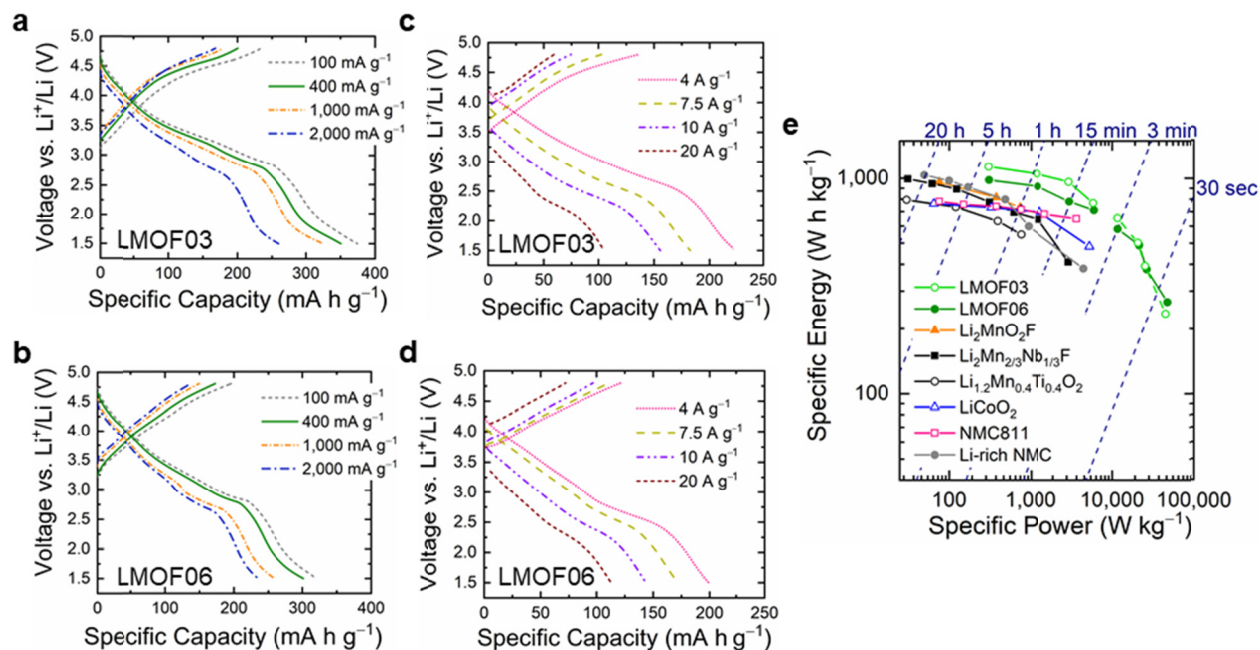 a
Voltage vs. Li⁺/Li (V)
5.0
4.5
4.0
3.5
3.0
2.5
2.0
1.5
100 mA g⁻¹
400 mA g⁻¹
1,000 mA g⁻¹
2,000 mA g⁻¹
LMOF03
0 100 200 300 400
Specific Capacity (mA h g⁻¹)
b
Voltage vs. Li⁺/Li (V)
5.0
4.5
4.0
3.5
3.0
2.5
2.0
1.5
100 mA g⁻¹
400 mA g⁻¹
1,000 mA g⁻¹
2,000 mA g⁻¹
LMOF06
0 100 200 300 400
Specific Capacity (mA h g⁻¹)
c
Voltage vs. Li⁺/Li (V)
5.0
4.5
4.0
3.5
3.0
2.5
2.0
1.5
4 A g⁻¹
7.5 A g⁻¹
10 A g⁻¹
20 A g⁻¹
LMOF03
0 50 100 150 200 250
Specific Capacity (mA h g⁻¹)
d
Voltage vs. Li⁺/Li (V)
5.0
4.5
4.0
3.5
3.0
2.5
2.0
1.5
4 A g⁻¹
7.5 A g⁻¹
10 A g⁻¹
20 A g⁻¹
LMOF06
0 50 100 150 200 250
Specific Capacity (mA h g⁻¹)
e
20 h 5 h 1 h 15 min 3 min
30 sec
Specific Energy (W h kg⁻¹)
1,000
100
LMOF03
LMOF06
Li₂MnO₂F
Li₂Mn₂/₃Nb₁/₃F
Li₁.₂Mn₀.₄Ti₀.₄O₂
LiCoO₂
NMC811
Li-rich NMC
100 1,000 10,000 100,000
Specific Power (W kg⁻¹)